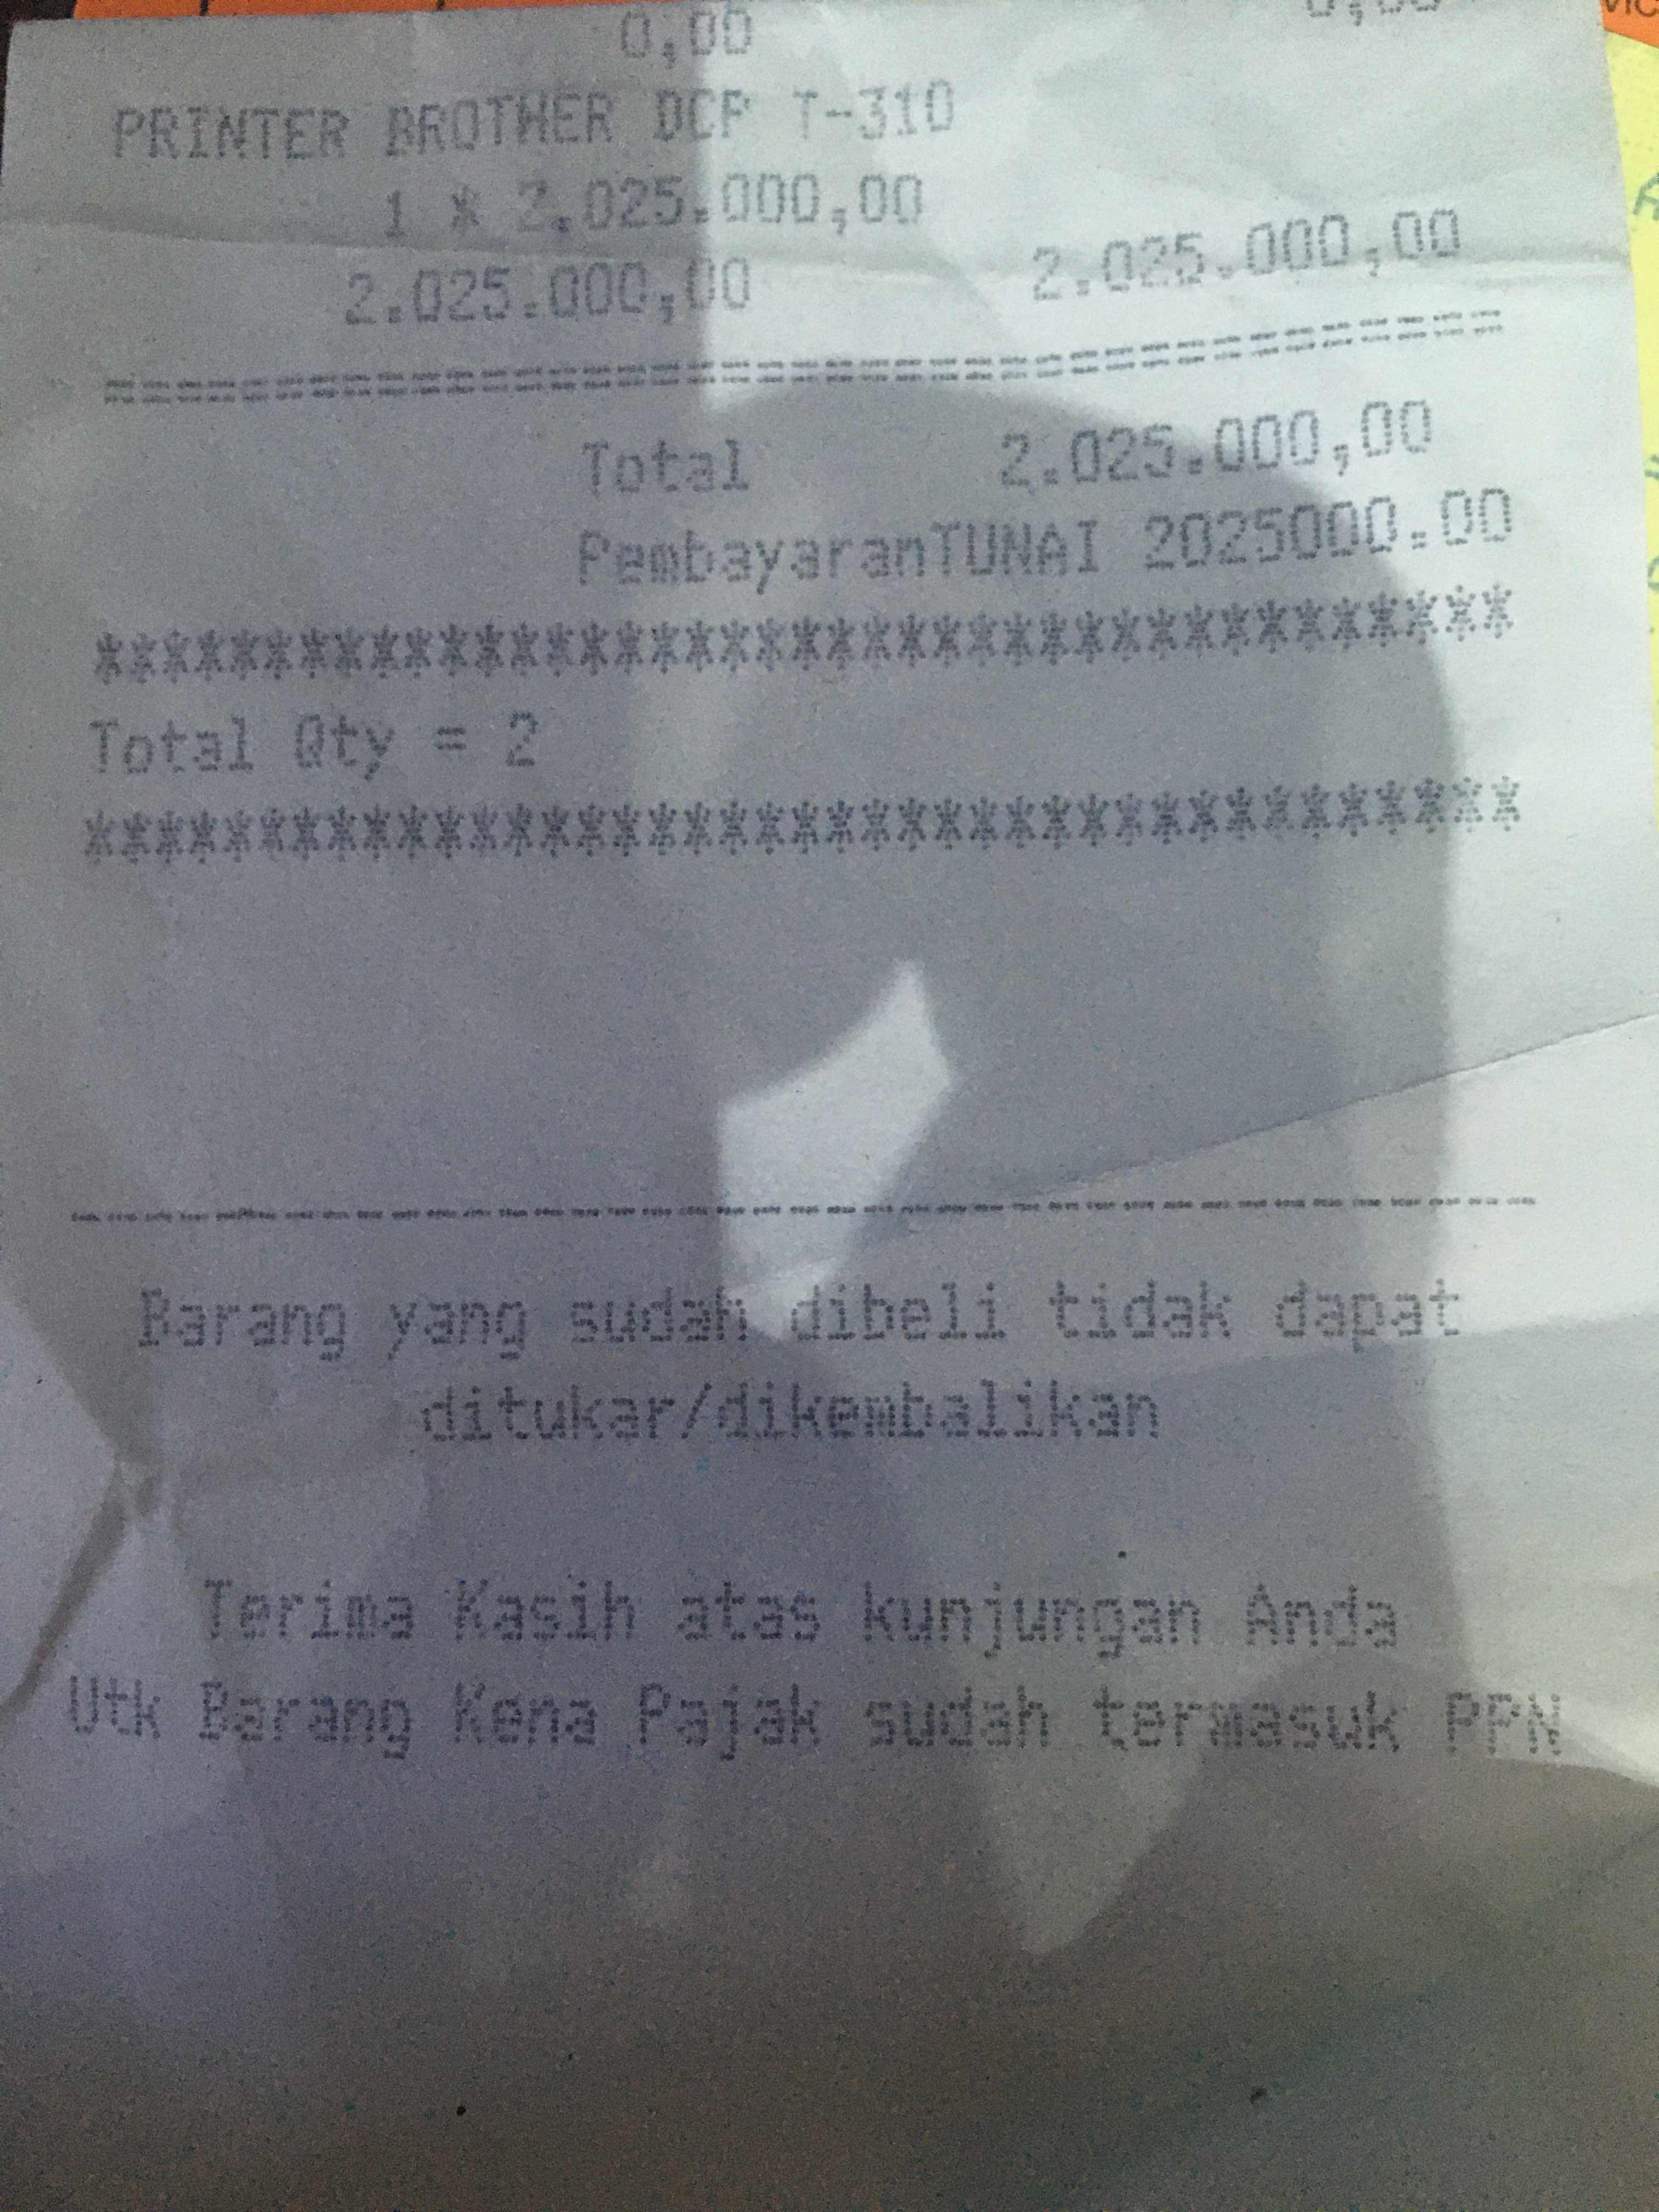 0,00 0,00
PRINTER BROTHER DCP T-310
1 * 2.025.000,00
2.025.000,00 2.025.000,00
Total 2.025.000,00
PembayaranTUNAI 2025000.00
****************************************
Total Qty = 2
****************************************
Barang yang sudah dibeli tidak dapat
ditukar/dikembalikan
Terima Kasih atas kunjungan Anda
Utk Barang Kena Pajak sudah termasuk PPN